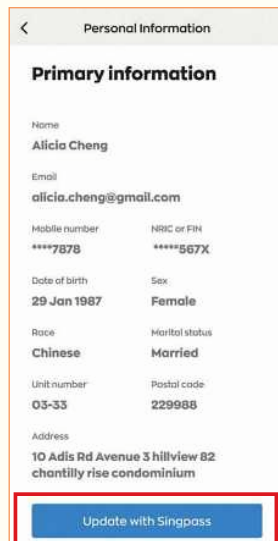 Personal Information
Primary information
Name
Alicia Cheng
Email
alicia.cheng@gmail.com
Mobile number NRIC or FIN
****7878 *****567X
Date of birth Sex
29 Jan 1987 Female
Race Marital status
Chinese Married
Unit number Postal code
03-33 229988
Address
10 Adis Rd Avenue 3 hillview 82
chantilly rise condominium
Update with Singpass